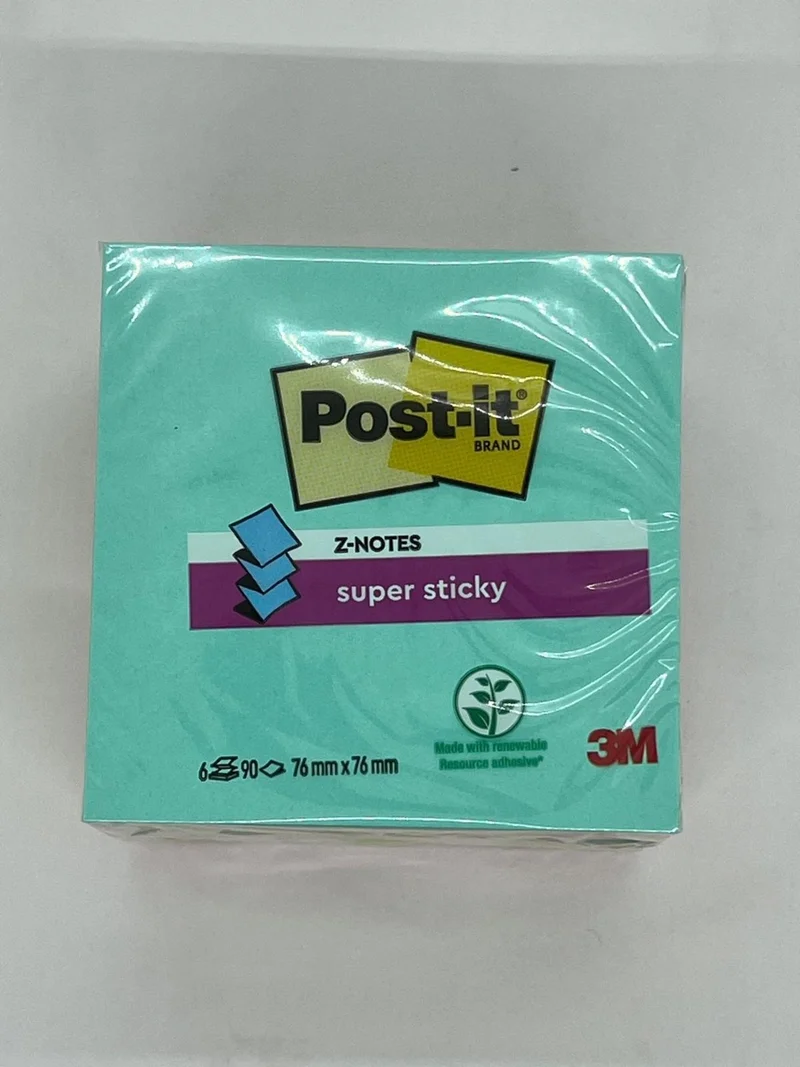 Post-it®
BRAND
Z-NOTES
super sticky
Made with renewable
Resource adhesive*
3M
6 90 76 mm x 76 mm